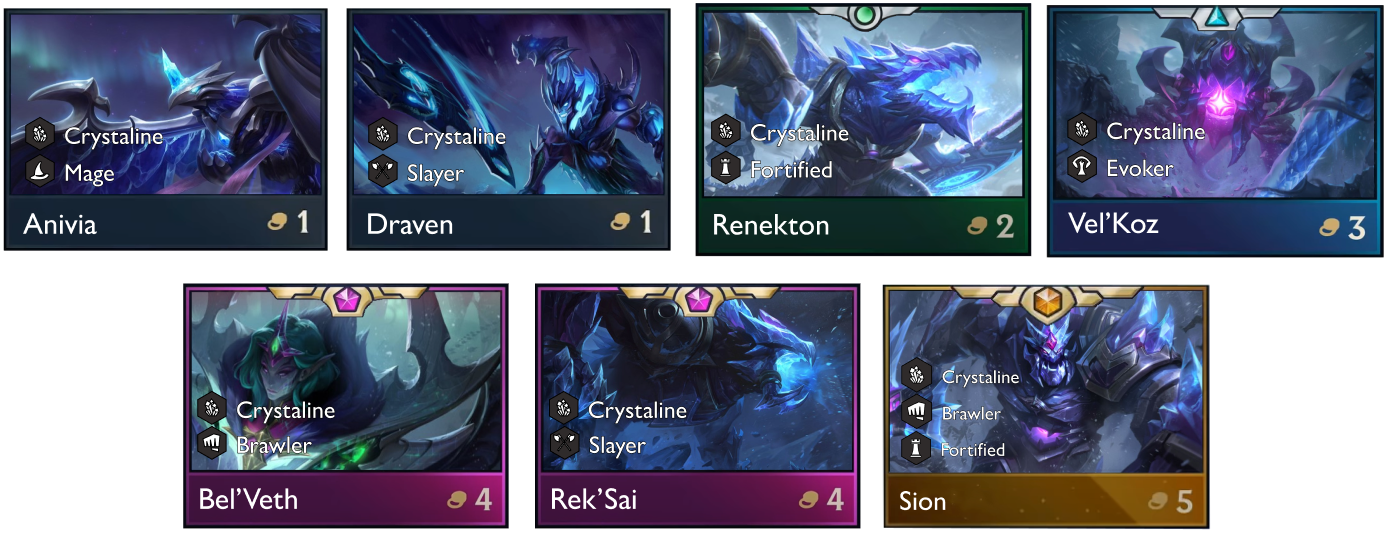 Crystaline
Mage
Anivia 1
Crystaline
Slayer
Draven 1
Crystaline
Fortified
Renekton 2
Crystaline
Evoker
Vel'Koz 3
Crystaline
Brawler
Bel'Veth 4
Crystaline
Slayer
Rek'Sai 4
Crystaline
Brawler
Fortified
Sion 5